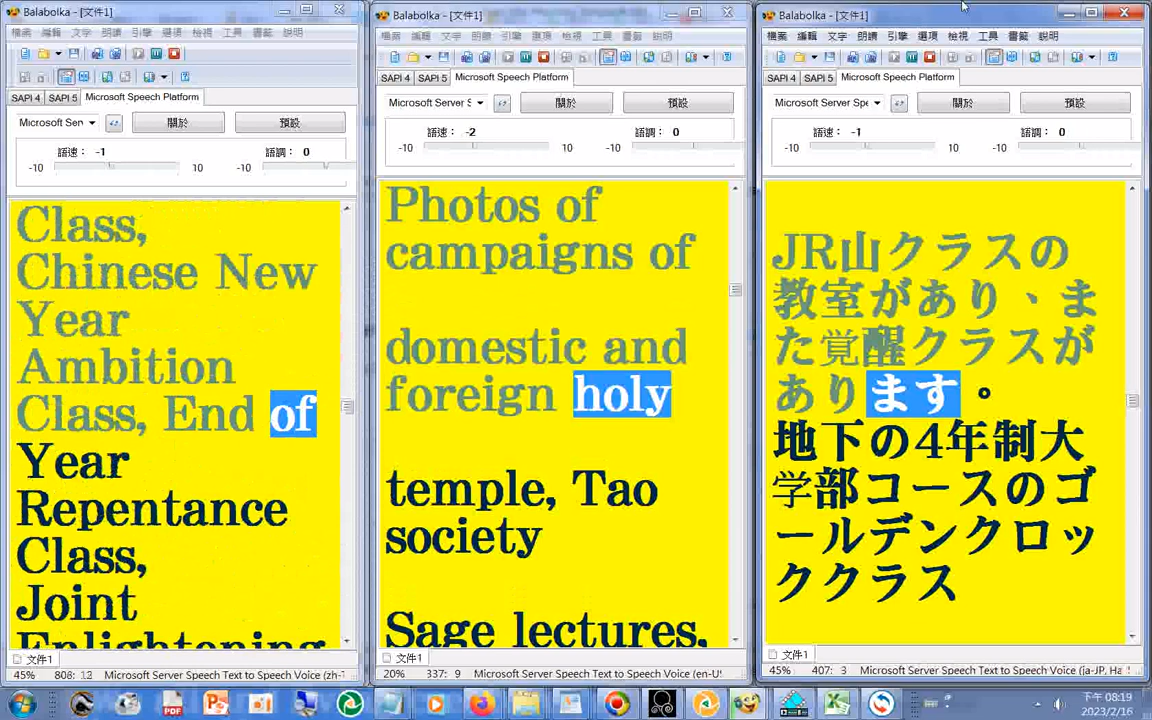 Balabolka - [文件1]
檔案 編輯 文字 朗讀 引擎 選項 檢視 工具 書籤 說明
SAPI 4 SAPI 5 Microsoft Speech Platform
Microsoft Ser
關於
預設
語速： -1
語調： 0
-10 10 -10
Class,
Chinese New
Year
Ambition
Class, End of
Year
Repentance
Class,
Joint
Enlightening
文件1
45% 808: 12 Microsoft Server Speech Text to Speech Voice (zh-
Balabolka - [文件1]
檔案 編輯 文字 朗讀 引擎 選項 檢視 工具 書籤 說明
SAPI 4 SAPI 5 Microsoft Speech Platform
Microsoft Server S
關於
預設
語速： -2
語調： 0
-10 10 -10
Photos of
campaigns of
domestic and
foreign holy
temple, Tao
society
Sage lectures,
文件1
20% 337: 9 Microsoft Server Speech Text to Speech Voice (en-U
Balabolka - [文件1]
檔案 編輯 文字 朗讀 引擎 選項 檢視 工具 書籤 說明
SAPI 4 SAPI 5 Microsoft Speech Platform
Microsoft Server Spe
關於
預設
語速： -1
語調： 0
-10 10 -10
JR山クラスの
教室があり、ま
た覚醒クラスが
あります。
地下の4年制大
学部コースのゴ
ールデンクロッ
ククラス
文件1
45% 407: 3 Microsoft Server Speech Text to Speech Voice (ja-JP, Ha
下午 08:19
2023/2/16